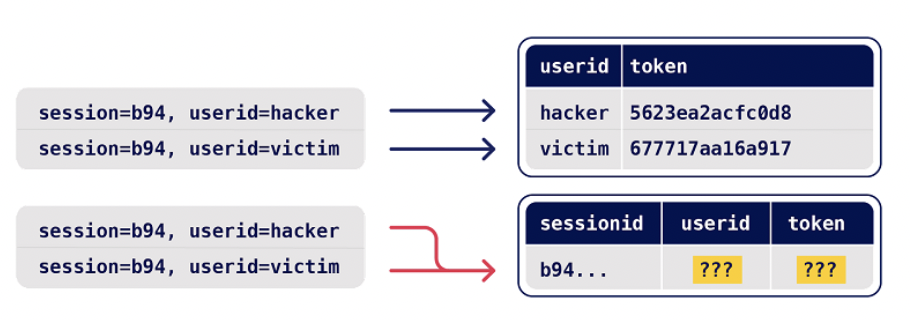 userid token
session=b94, userid=hacker
hacker 5623ea2acfc0d8
session=b94, userid=victim
victim 677717aa16a917
sessionid userid token
session=b94, userid=hacker
session=b94, userid=victim
b94... ??? ???